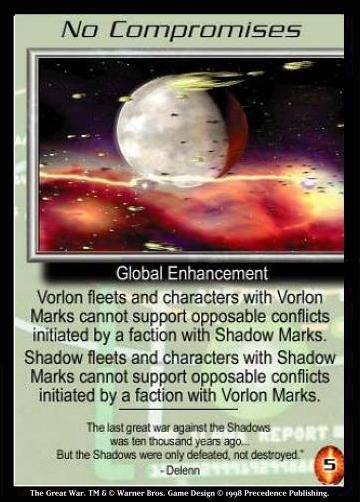 No Compromises
Global Enhancement
Vorlon fleets and characters with Vorlon
Marks cannot support opposable conflicts
initiated by a faction with Shadow Marks.
Shadow fleets and characters with Shadow
Marks cannot support opposable conflicts
initiated by a faction with Vorlon Marks.
The last great war against the Shadows
was ten thousand years ago...
But the Shadows were only defeated, not destroyed."
- Delenn
REPORT
5
The Great War. TM & © Warner Bros. Game Design © 1998 Precedence Publishing.